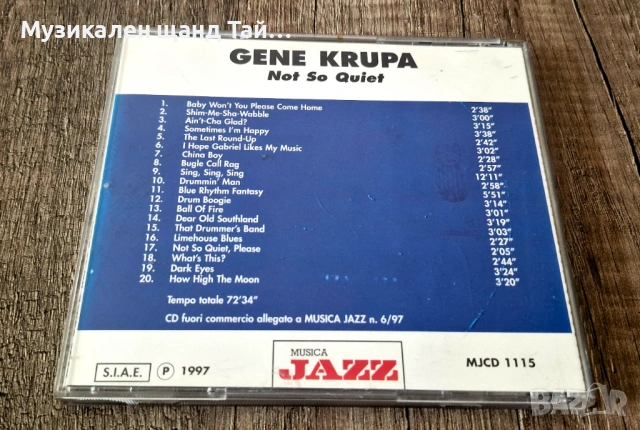 Музикален шанд Тай...
GENE KRUPA
Not So Quiet
1. Baby Won't You Please Come Home 2'38"
2. Shim-Me-Sha-Wabble 3'00"
3. Ain't-Cha Glad? 3'15"
4. Sometimes I'm Happy 3'38"
5. The Last Round-Up 2'42"
6. I Hope Gabriel Likes My Music 3'02"
7. China Boy 2'28"
8. Bugle Call Rag 2'57"
9. Sing, Sing, Sing 12'11"
10. Drummin' Man 2'58"
11. Blue Rhythm Fantasy 5'51"
12. Drum Boogie 3'14"
13. Ball Of Fire 3'01"
14. Dear Old Southland 3'19"
15. That Drummer's Band 3'03"
16. Limehouse Blues 2'27"
17. Not So Quiet, Please 2'05"
18. What's This? 2'44"
19. Dark Eyes 3'24"
20. How High The Moon 3'20"
Tempo totale 72'34"
CD fuori commercio allegato a MUSICA JAZZ n. 6/97
S.I.A.E. P 1997
MUSICA
JAZZ
MJCD 1115
BAZAR